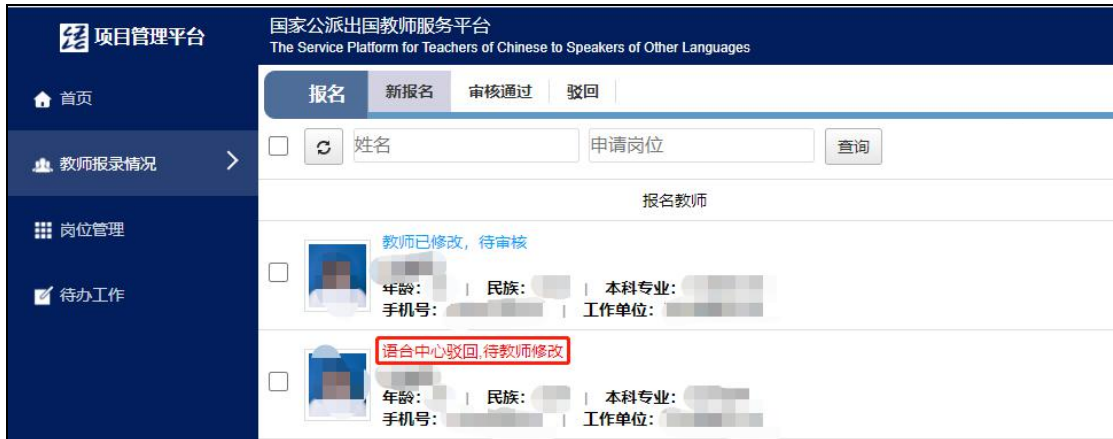 项目管理平台
国家公派出国教师服务平台
The Service Platform for Teachers of Chinese to Speakers of Other Languages
首页
教师报录情况
岗位管理
待办工作
报名 新报名 审核通过 驳回
姓名 申请岗位 查询
报名教师
教师已修改，待审核
年龄： | 民族： | 本科专业：
手机号： | 工作单位：
语合中心驳回,待教师修改
年龄： | 民族： | 本科专业：
手机号： | 工作单位：